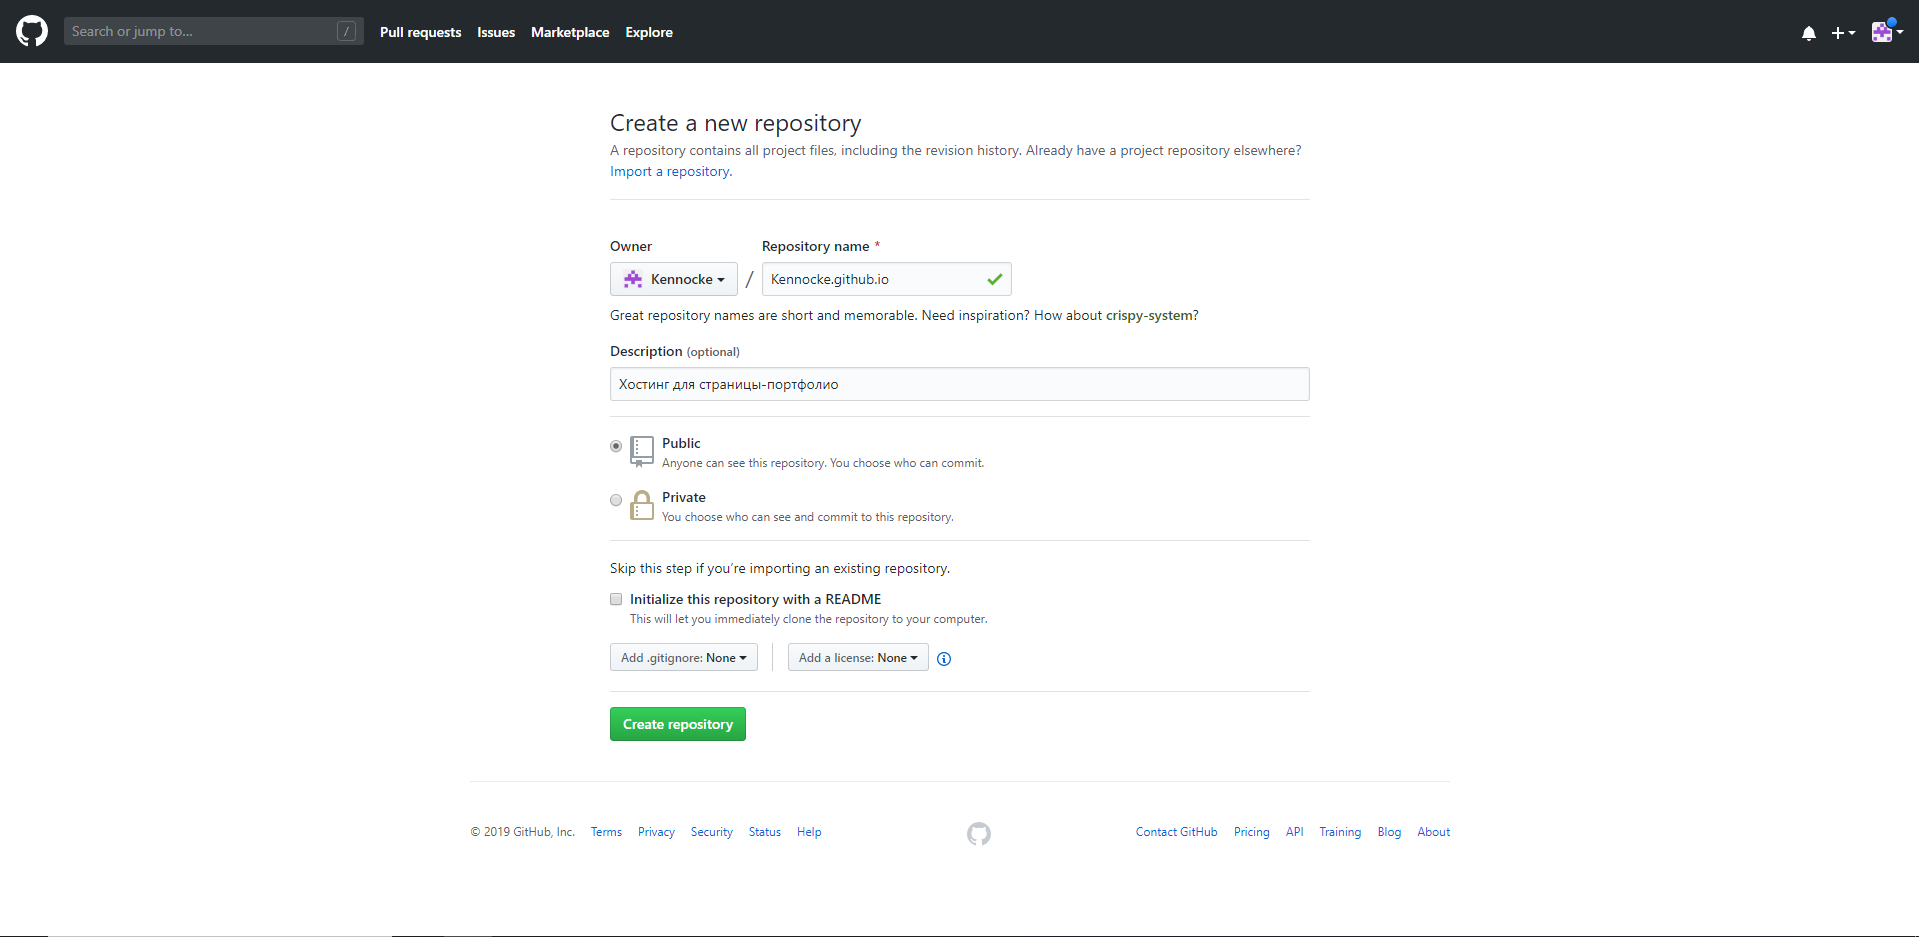 Search or jump to... /
Pull requests Issues Marketplace Explore
Create a new repository
A repository contains all project files, including the revision history. Already have a project repository elsewhere?
Import a repository.
Owner Repository name *
Kennocke / Kennocke.github.io
Great repository names are short and memorable. Need inspiration? How about crispy-system?
Description (optional)
Хостинг для страницы-портфолио
Public
Anyone can see this repository. You choose who can commit.
Private
You choose who can see and commit to this repository.
Skip this step if you’re importing an existing repository.
Initialize this repository with a README
This will let you immediately clone the repository to your computer.
Add .gitignore: None Add a license: None
Create repository
© 2019 GitHub, Inc. Terms Privacy Security Status Help Contact GitHub Pricing API Training Blog About